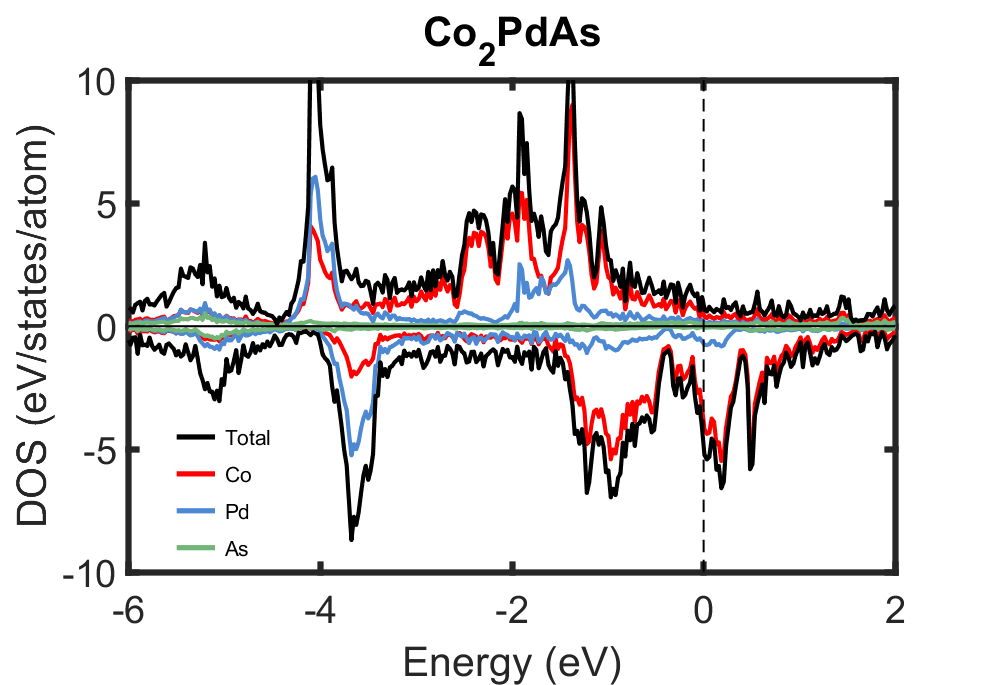 Co2PdAs
10
5
0
-5
-10
DOS (eV/states/atom)
Total
Co
Pd
As
-6
-4
-2
0
2
Energy (eV)